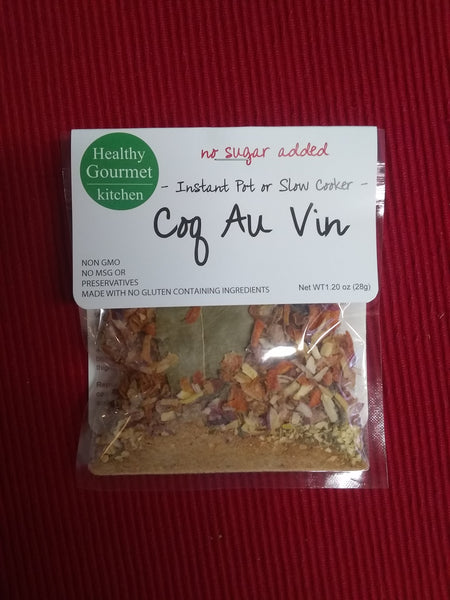 Healthy
Gourmet
kitchen
no sugar added
- Instant Pot or Slow Cooker -
Coq Au Vin
NON GMO
NO MSG OR
PRESERVATIVES
MADE WITH NO GLUTEN CONTAINING INGREDIENTS
Net WT1.20 oz (28g)